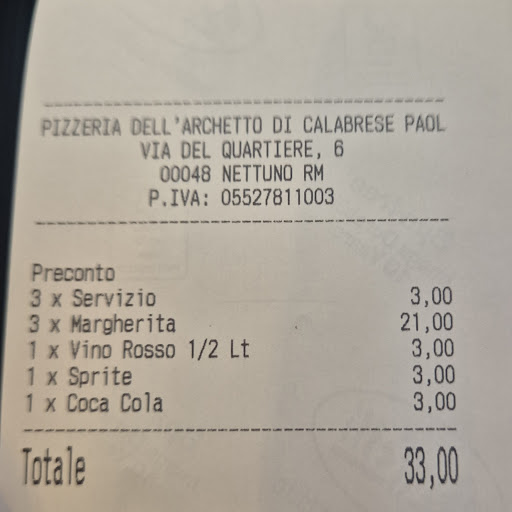 PIZZERIA DELL'ARCHETTO DI CALABRESE PAOL
VIA DEL QUARTIERE, 6
00048 NETTUNO RM
P.IVA: 05527811003
Preconto
3 x Servizio 3,00
3 x Margherita 21,00
1 x Vino Rosso 1/2 Lt 3,00
1 x Sprite 3,00
1 x Coca Cola 3,00
Totale 33,00